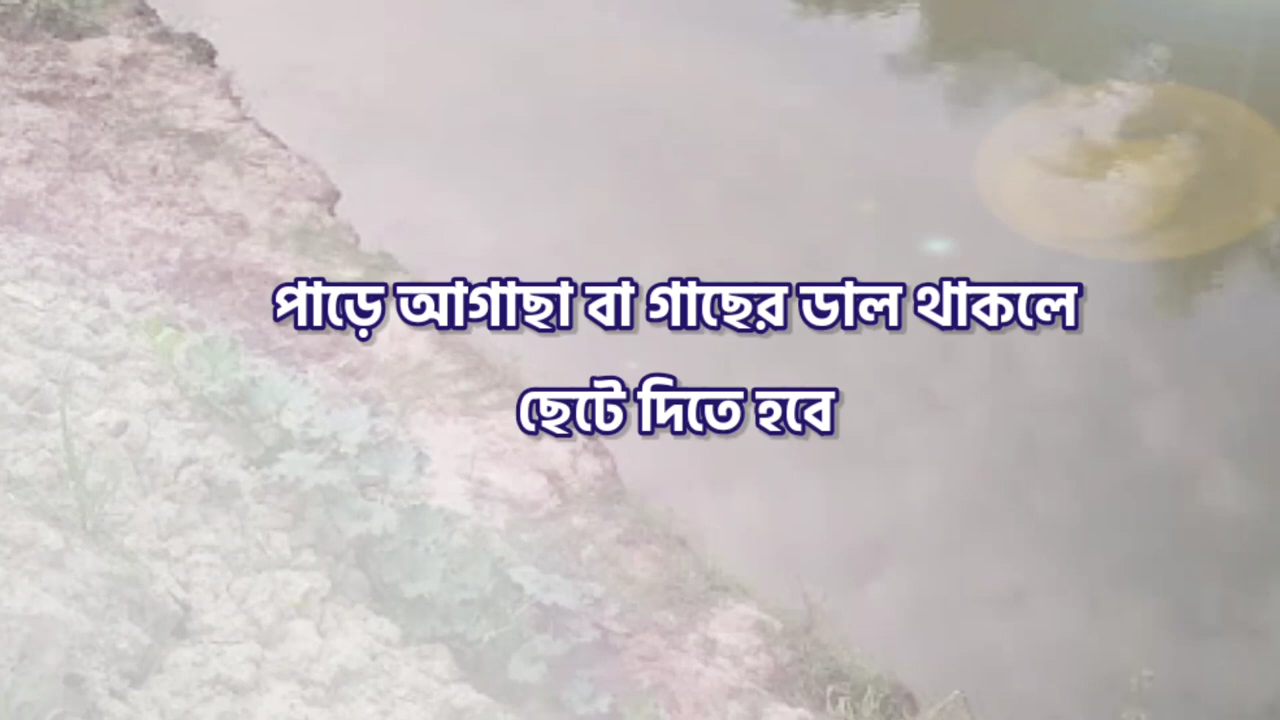 পাড়ে আগাছা বা গাছের ডাল থাকলে
ছেটে দিতে হবে